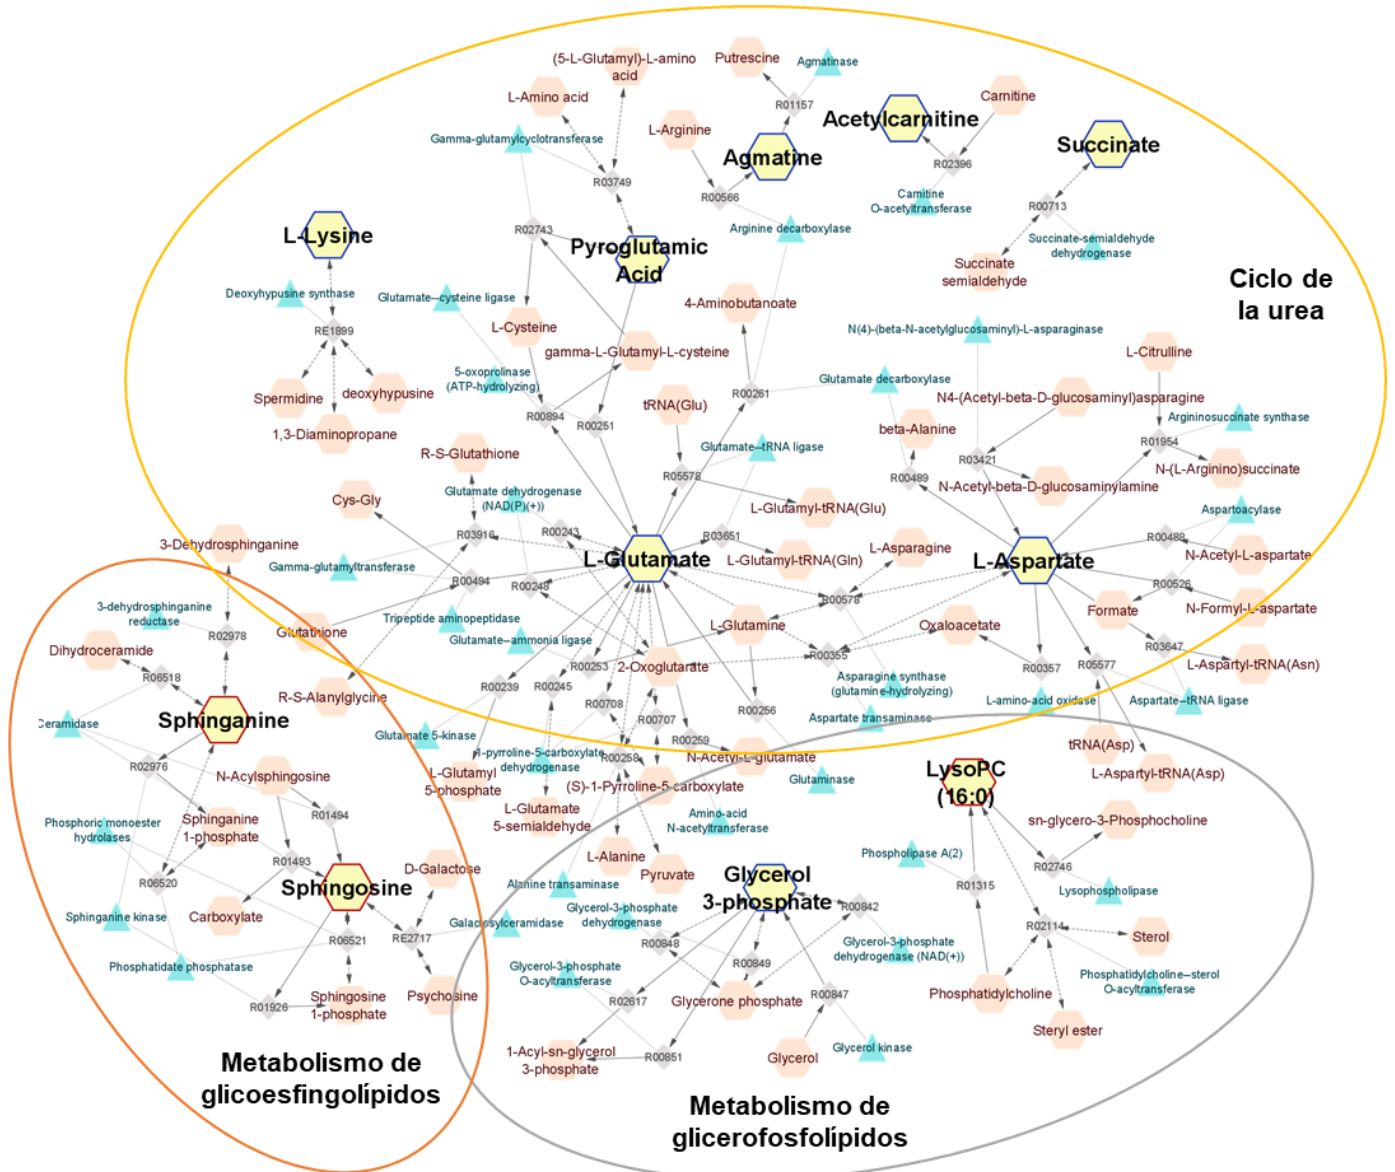 (5-L-Glutamyl)-L-amino
acid
Putrescine
Agmatinase
L-Amino acid
R01157
Carnitine
Acetylcarnitine
Gamma-glutamylcyclotransferase
L-Arginine
Agmatine
Succinate
R02396
R03749
R00566
Carnitine
O-acetyltransferase
R00713
L-Lysine
R02743
Pyroglutamic
Acid
Arginine decarboxylase
Succinate-semialdehyde
dehydrogenase
Succinate
semialdehyde
Ciclo de
la urea
Deoxyhypusine synthase
Glutamate--cysteine ligase
4-Aminobutanoate
RE1899
L-Cysteine
N(4)-(beta-N-acetylglucosaminyl)-L-asparaginase
gamma-L-Glutamyl-L-cysteine
L-Citrulline
5-oxoprolinase
(ATP-hydrolyzing)
Glutamate decarboxylase
Spermidine
deoxyhypusine
R00261
N4-(Acetyl-beta-D-glucosaminyl)asparagine
tRNA(Glu)
R00894
R00251
Argininosuccinate synthase
1,3-Diaminopropane
beta-Alanine
R01954
Glutamate--tRNA ligase
R-S-Glutathione
R03421
N-(L-Arginino)succinate
R05578
R00489
N-Acetyl-beta-D-glucosaminylamine
Cys-Gly
Glutamate dehydrogenase
(NAD(P)(+))
L-Glutamyl-tRNA(Glu)
Aspartoacylase
R03916
R00243
R03651
R00488
3-Dehydrosphinganine
L-Asparagine
L-Glutamate
L-Glutamyl-tRNA(Gln)
L-Aspartate
N-Acetyl-L-aspartate
Gamma-glutamyltransferase
R00494
R00248
R00526
R00578
3-dehydrosphinganine
reductase
Formate
N-Formyl-L-aspartate
Tripeptide aminopeptidase
L-Glutamine
Oxaloacetate
R02978
Glutathione
Glutamate--ammonia ligase
R03647
Dihydroceramide
R00355
R00253
2-Oxoglutarate
R00357
R05577
L-Aspartyl-tRNA(Asn)
R06518
R00239
R00245
Asparagine synthase
(glutamine-hydrolyzing)
R-S-Alanylglycine
R00708
L-amino-acid oxidase
Aspartate--tRNA ligase
Sphinganine
R00707
R00256
Aspartate transaminase
Ceramidase
Glutamate 5-kinase
R00259
tRNA(Asp)
1-pyrroline-5-carboxylate
dehydrogenase
R00258
N-Acetyl-L-glutamate
R02976
N-Acylsphingosine
L-Glutamyl
5-phosphate
Glutaminase
LysoPC
(16:0)
L-Aspartyl-tRNA(Asp)
(S)-1-Pyrroline-5-carboxylate
R01494
L-Glutamate
5-semialdehyde
Amino-acid
N-acetyltransferase
sn-glycero-3-Phosphocholine
Phosphoric monoester
hydrolases
Sphinganine
1-phosphate
L-Alanine
Phospholipase A(2)
R01493
D-Galactose
Pyruvate
Glycerol
3-phosphate
R02746
R06520
Sphingosine
Alanine transaminase
R01315
Lysophospholipase
Sphinganine kinase
Carboxylate
Galactosylceramidase
Glycerol-3-phosphate
dehydrogenase
R00842
R02114
Sterol
R06521
RE2717
R00848
Glycerol-3-phosphate
dehydrogenase (NAD(+))
Phosphatidate phosphatase
Glycerol-3-phosphate
O-acyltransferase
R00849
Phosphatidylcholine--sterol
O-acyltransferase
R01926
Sphingosine
1-phosphate
Psychosine
R02617
Glycerone phosphate
R00847
Phosphatidylcholine
Steryl ester
1-Acyl-sn-glycerol
3-phosphate
R00851
Glycerol
Glycerol kinase
Metabolismo de
glicoesfingolípidos
Metabolismo de
glicerofosfolípidos